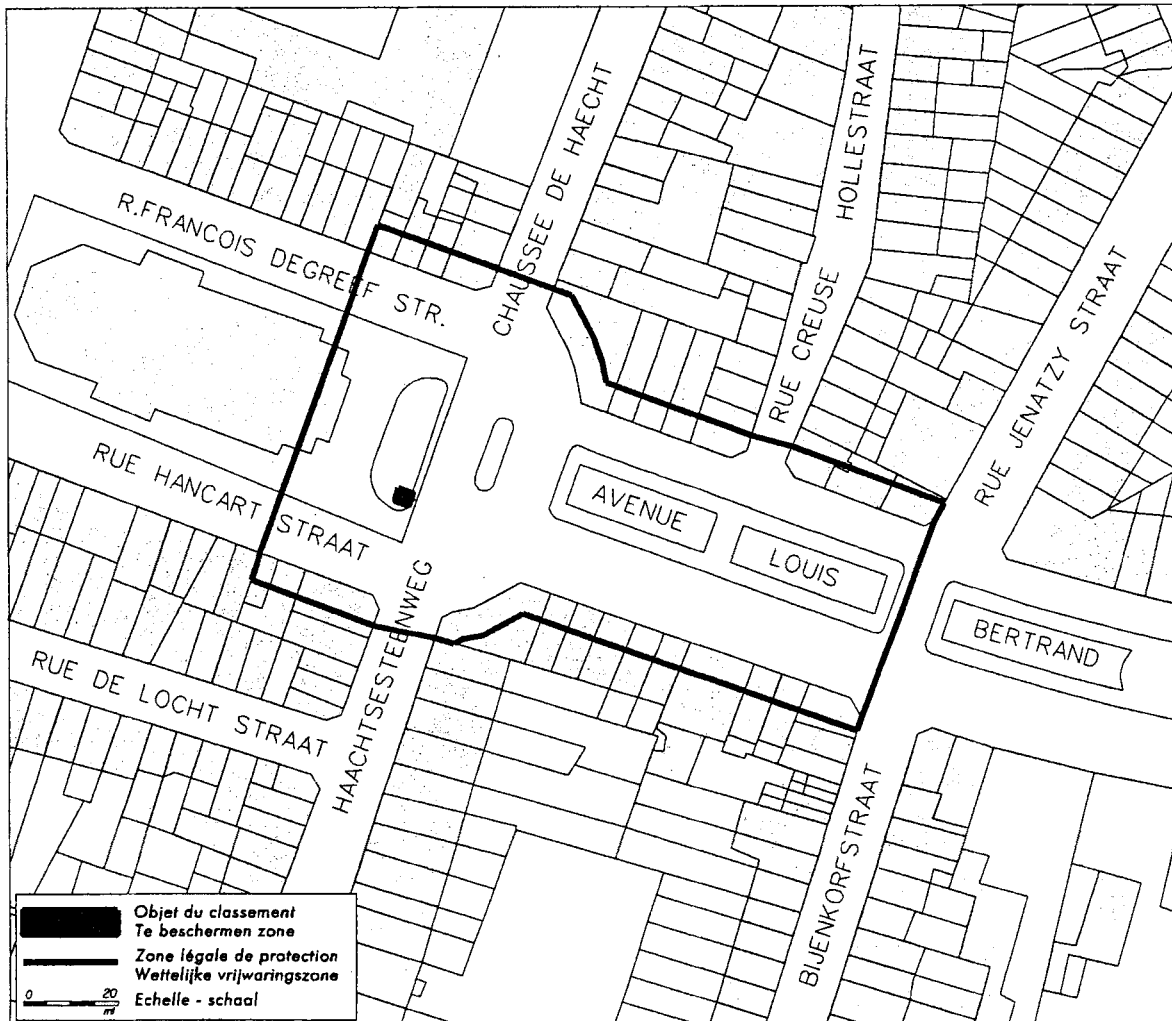 R.FRANCOIS DEGREEF STR.
CHAUSSEE DE HAECHT
HOLLESTRAAT
RUE CREUSE
RUE JENATZY STRAAT
RUE HANCART STRAAT
AVENUE
LOUIS
BERTRAND
RUE DE LOCHT STRAAT
HAACHTSESTEENWEG
BIJENKORFSTRAAT
Objet du classement
Te beschermen zone
Zone légale de protection
Wettelijke vrijwaringszone
0 20
Echelle - schaal